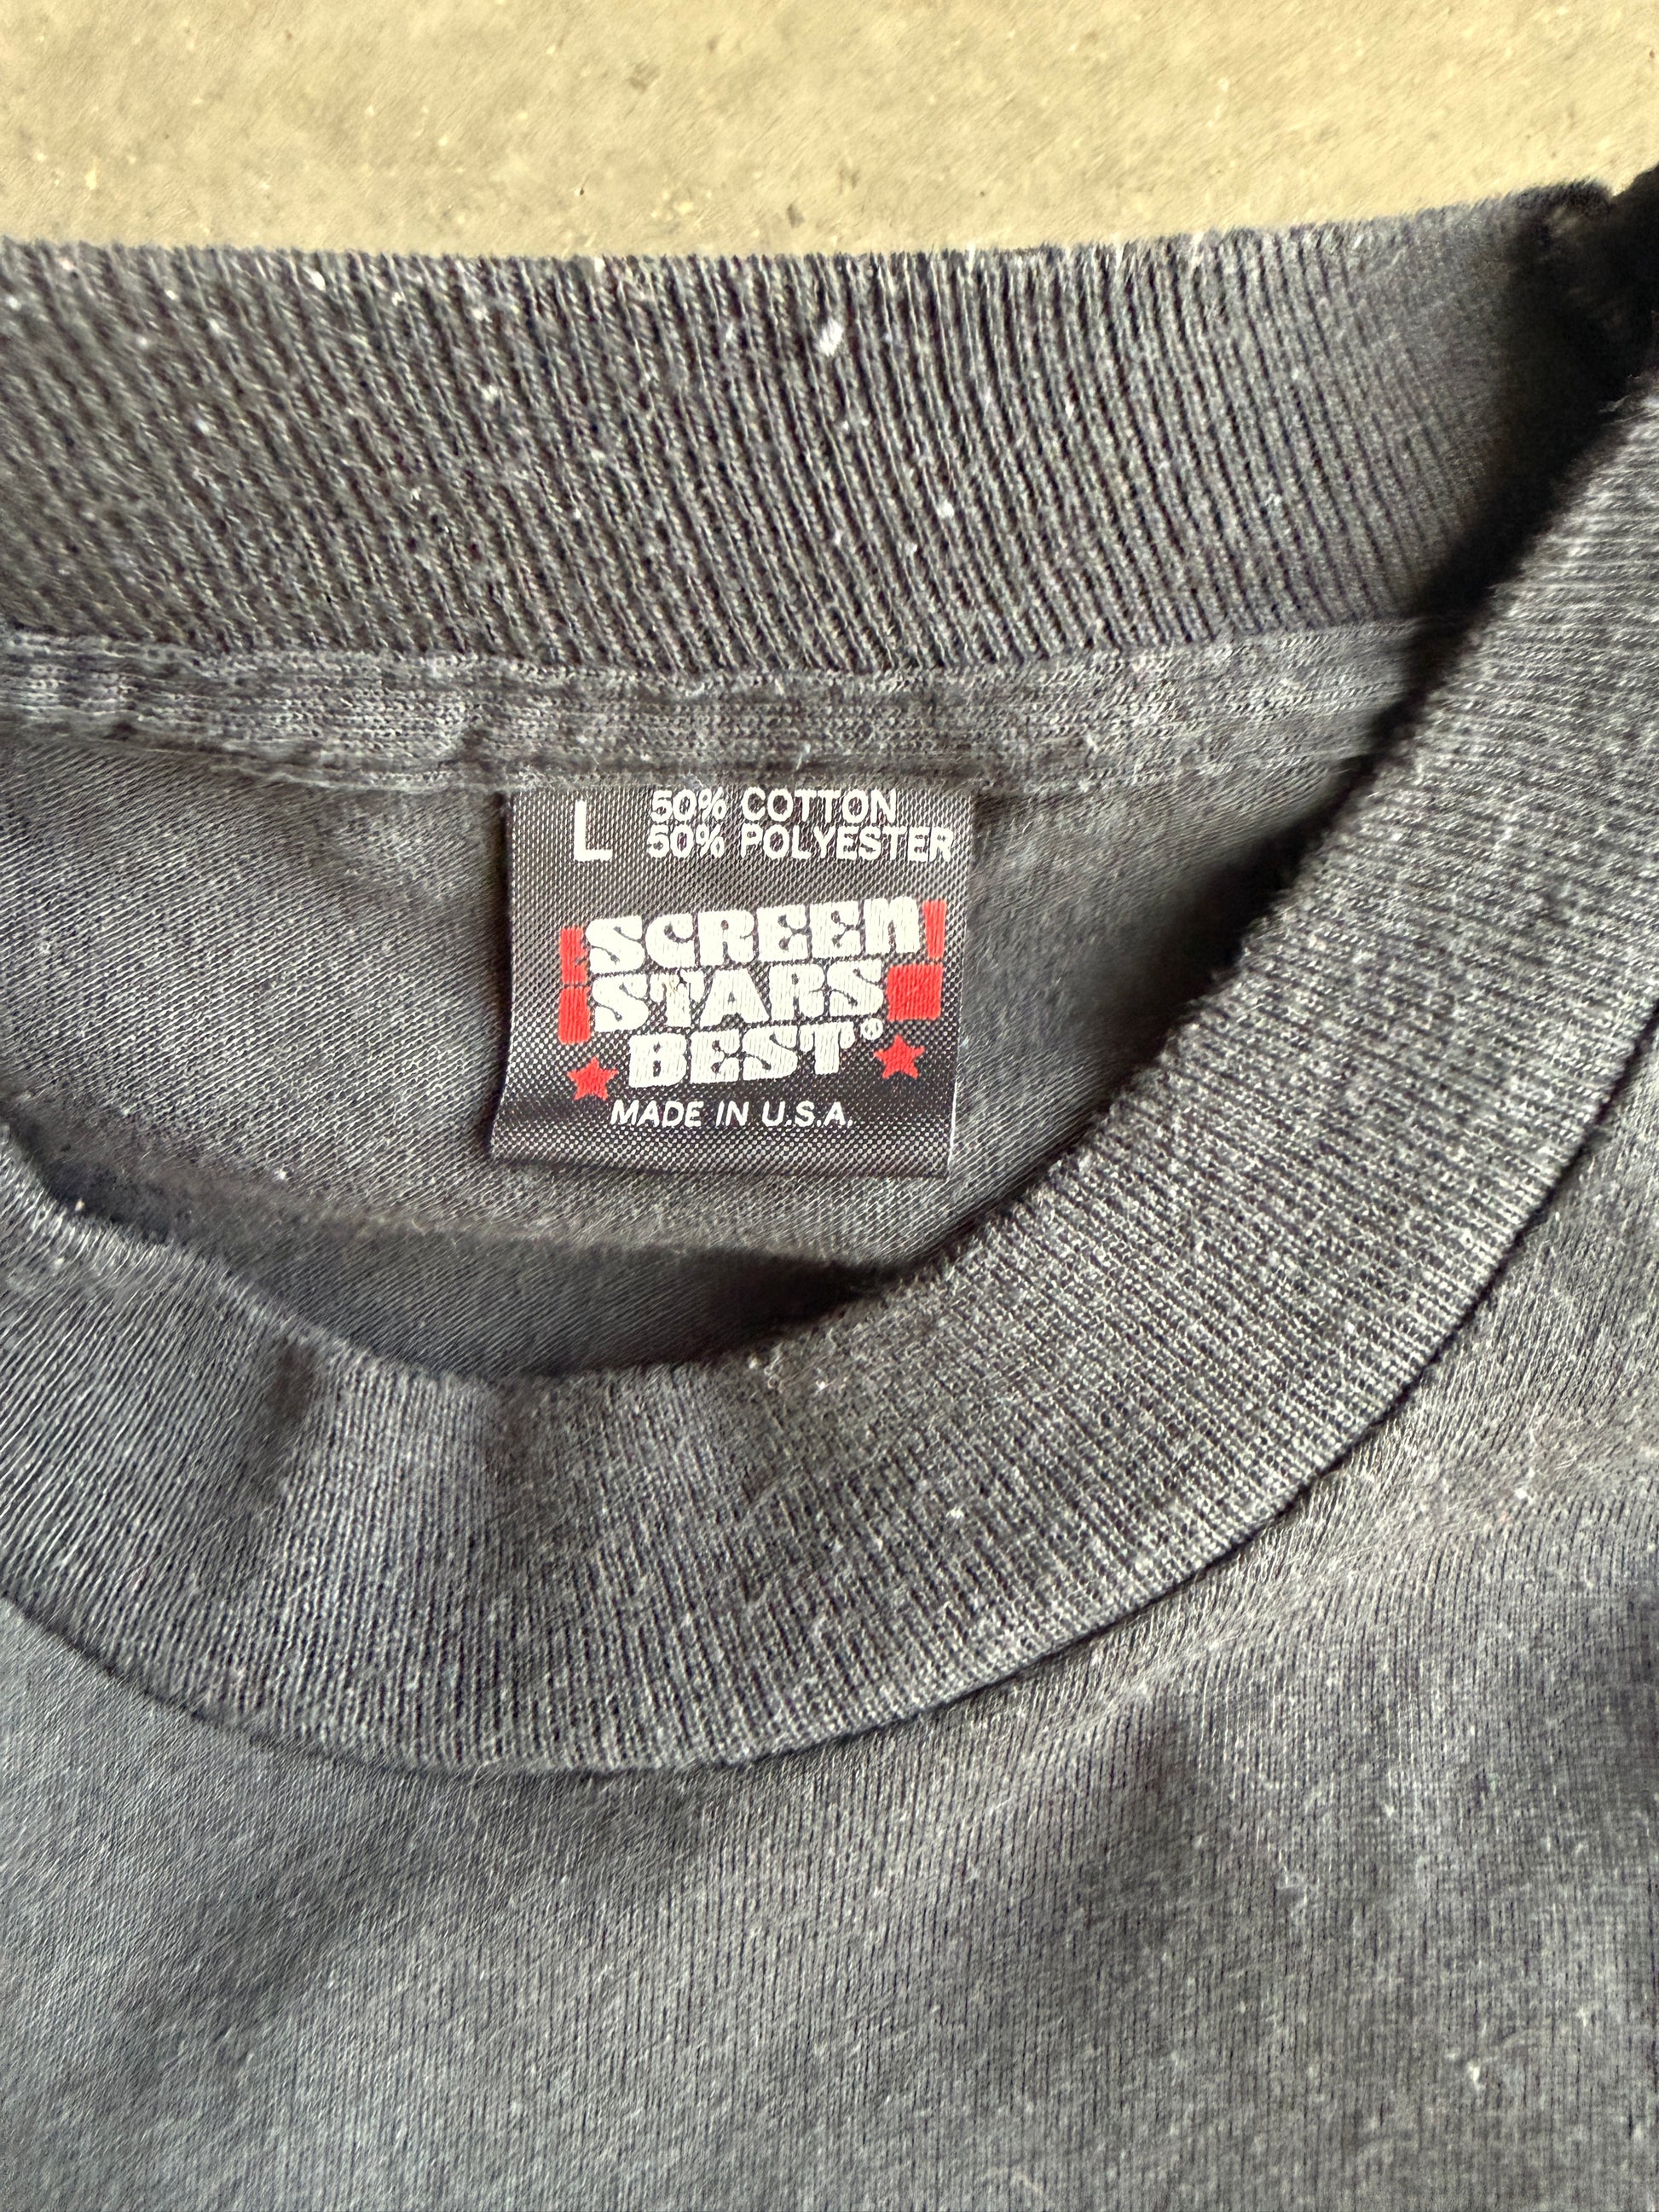 L 50% COTTON
50% POLYESTER
SCREEN
STARS
BEST®
MADE IN U.S.A.